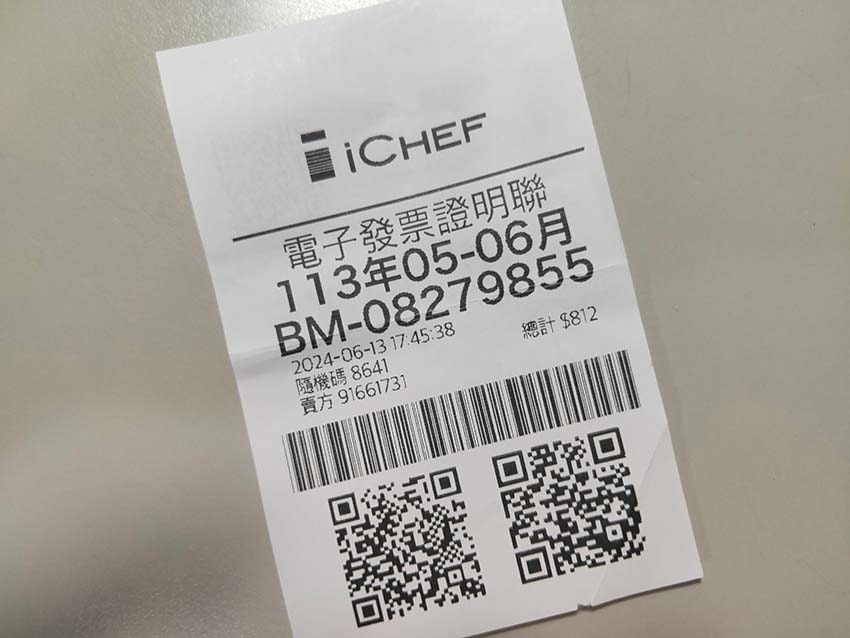 iCHEF
電子發票證明聯
113年05-06月
BM-08279855
2024-06-13 17:45:38
隨機碼 8641 總計 $812
賣方 91661731